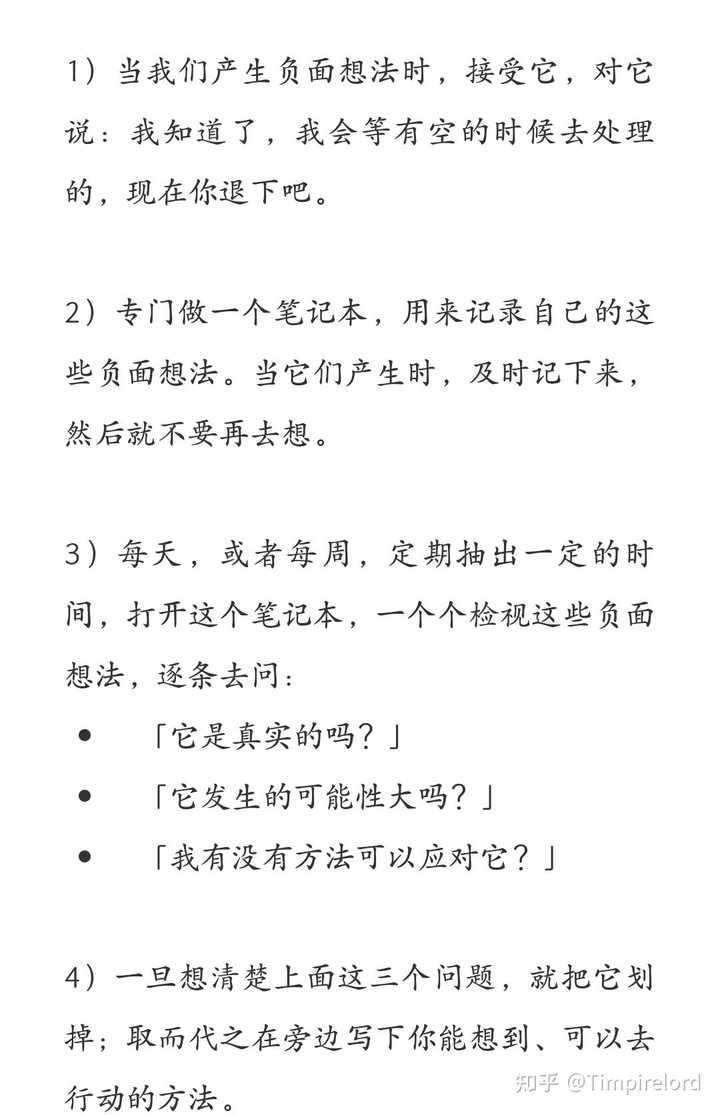 1）当我们产生负面想法时，接受它，对它
说：我知道了，我会等有空的时候去处理
的，现在你退下吧。
2）专门做一个笔记本，用来记录自己的这
些负面想法。当它们产生时，及时记下来，
然后就不要再去想。
3）每天，或者每周，定期抽出一定的时
间，打开这个笔记本，一个个检视这些负面
想法，逐条去问：
• 「它是真实的吗？」
• 「它发生的可能性大吗？」
• 「我有没有方法可以应对它？」
4）一旦想清楚上面这三个问题，就把它划
掉；取而代之在旁边写下你能想到、可以去
行动的方法。
知乎 @Timpirelord